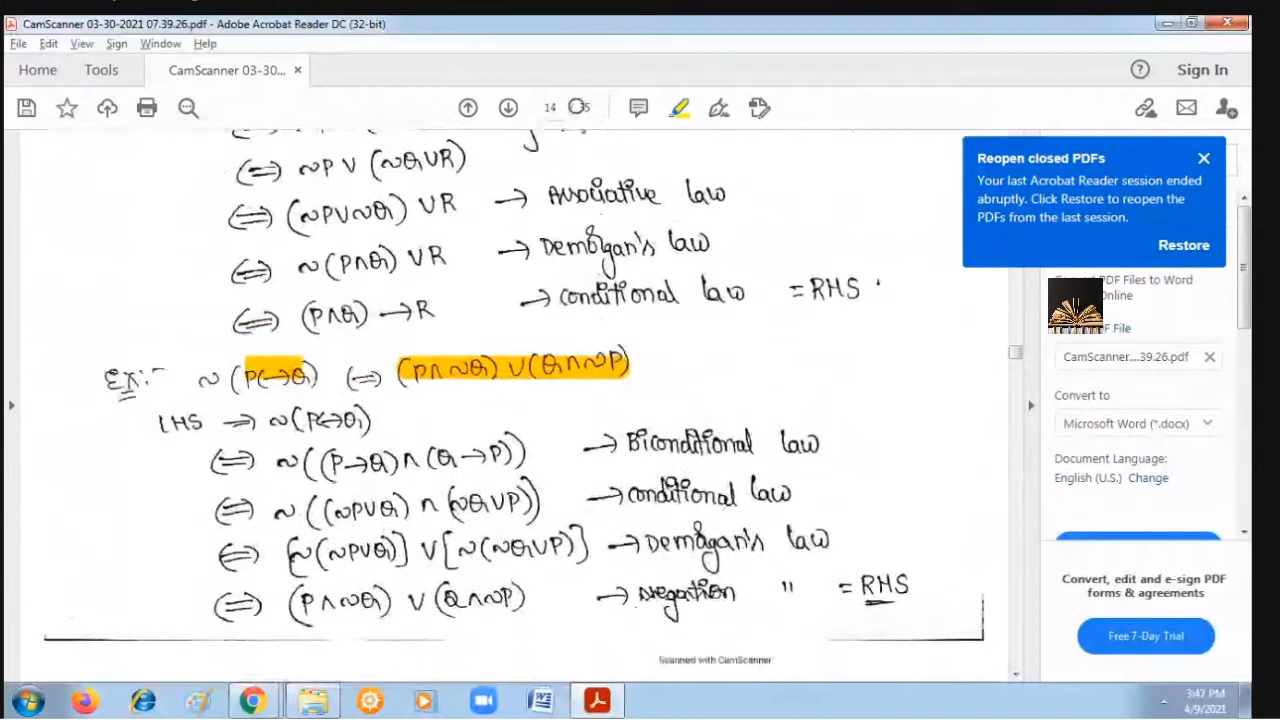 CamScanner 03-30-2021 07.39.26.pdf - Adobe Acrobat Reader DC (32-bit)
File Edit View Sign Window Help
Home Tools CamScanner 03-30... × Sign In
14 35
⟺ ~P ∨ (~Q ∨ R)
⟺ (~P ∨ ~Q) ∨ R → Associative law
⟺ ~(P ∧ Q) ∨ R → Demorgan's law
⟺ (P ∧ Q) → R → conditional law = RHS
Ex:- ~(P ↔ Q) ⟺ (P ∧ ~Q) ∨ (Q ∧ ~P)
LHS ⇒ ~(P ↔ Q)
⟺ ~((P → Q) ∧ (Q → P)) → Biconditional law
⟺ ~((~P ∨ Q) ∧ (~Q ∨ P)) → conditional law
⟺ [~(~P ∨ Q)] ∨ [~(~Q ∨ P)] → Demorgan's law
⟺ (P ∧ ~Q) ∨ (Q ∧ ~P) → Negation " = RHS
Scanned with CamScanner
Reopen closed PDFs
Your last Acrobat Reader session ended
abruptly. Click Restore to reopen the
PDFs from the last session.
Restore
Convert PDF Files to Word
Online
File
CamScanner....39.26.pdf
Convert to
Microsoft Word (*.docx)
Document Language:
English (U.S.) Change
Convert, edit and e-sign PDF
forms & agreements
Free 7-Day Trial
3:47 PM
4/9/2021